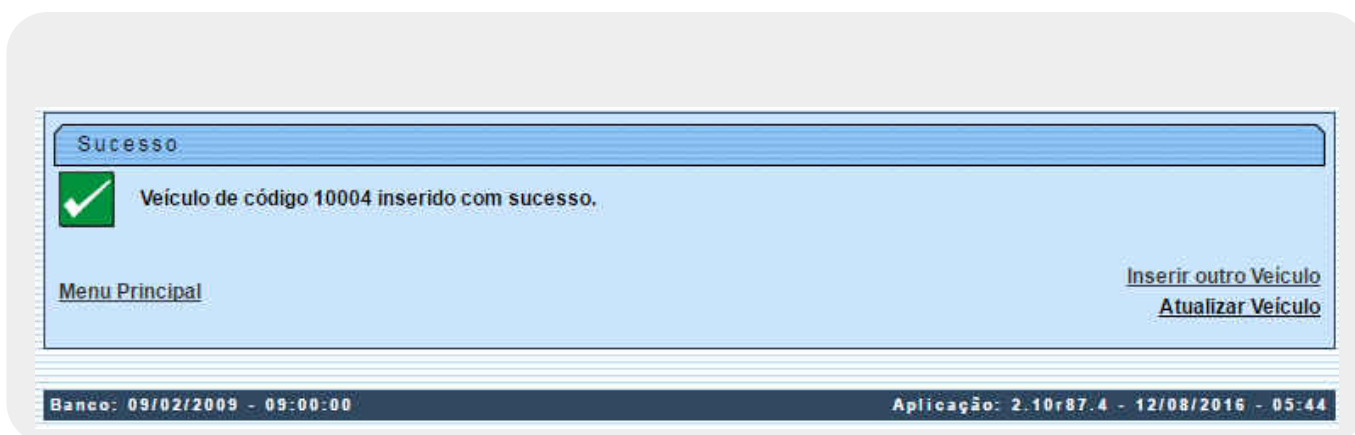 Sucesso
Veículo de código 10004 inserido com sucesso.
Menu Principal
Inserir outro Veículo
Atualizar Veículo
Banco: 09/02/2009 - 09:00:00
Aplicação: 2.10r87.4 - 12/08/2016 - 05:44